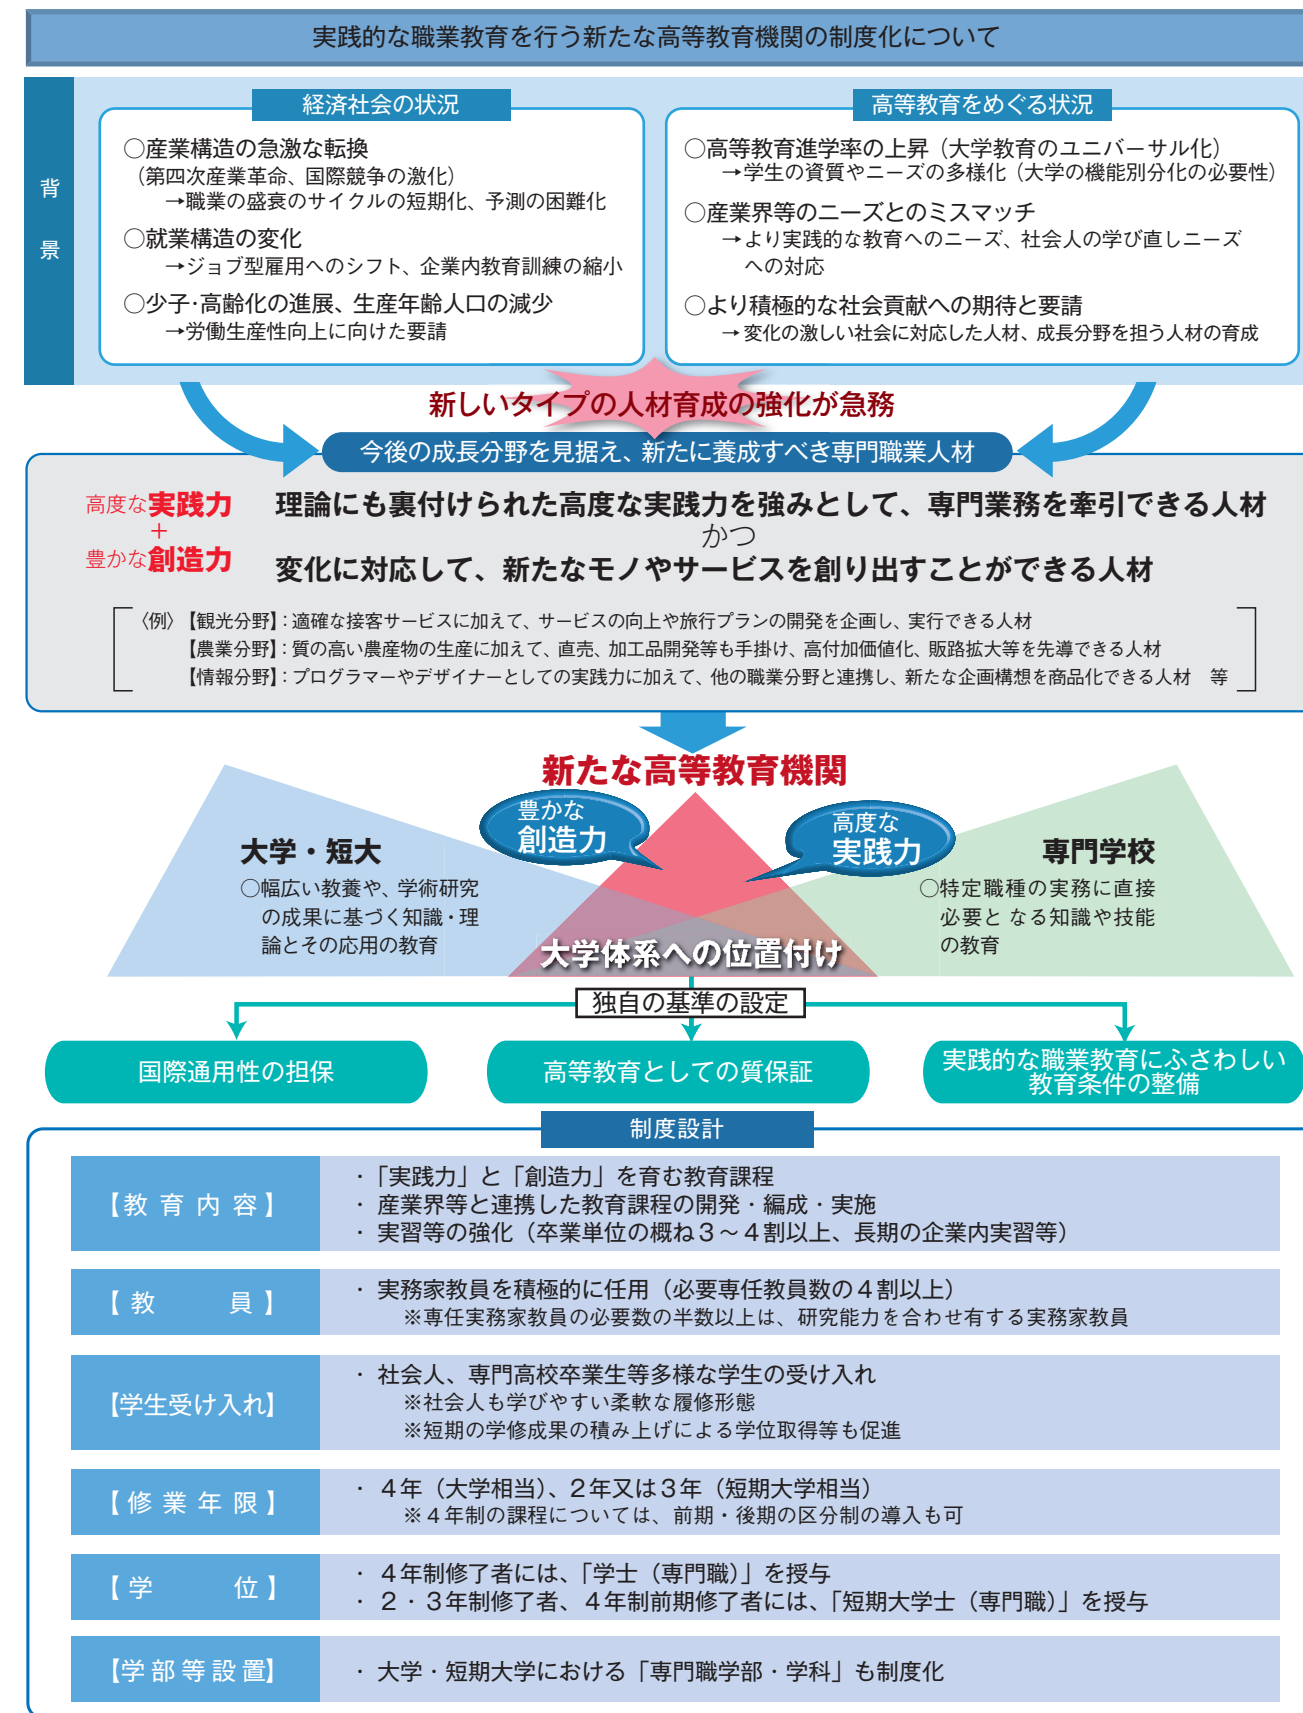 実践的な職業教育を行う新たな高等教育機関の制度化について
背景
経済社会の状況
○産業構造の急激な転換
（第四次産業革命、国際競争の激化）
→職業の盛衰のサイクルの短期化、予測の困難化
○就業構造の変化
→ジョブ型雇用へのシフト、企業内教育訓練の縮小
○少子･高齢化の進展、生産年齢人口の減少
→労働生産性向上に向けた要請
高等教育をめぐる状況
○高等教育進学率の上昇（大学教育のユニバーサル化）
→学生の資質やニーズの多様化（大学の機能別分化の必要性）
○産業界等のニーズとのミスマッチ
→より実践的な教育へのニーズ、社会人の学び直しニーズ
への対応
○より積極的な社会貢献への期待と要請
→変化の激しい社会に対応した人材、成長分野を担う人材の育成
新しいタイプの人材育成の強化が急務
今後の成長分野を見据え、新たに養成すべき専門職業人材
高度な実践力
＋
豊かな創造力
理論にも裏付けられた高度な実践力を強みとして、専門業務を牽引できる人材
かつ
変化に対応して、新たなモノやサービスを創り出すことができる人材
〈例〉【観光分野】：適確な接客サービスに加えて、サービスの向上や旅行プランの開発を企画し、実行できる人材
【農業分野】：質の高い農産物の生産に加えて、直売、加工品開発等も手掛け、高付加価値化、販路拡大等を先導できる人材
【情報分野】：プログラマーやデザイナーとしての実践力に加えて、他の職業分野と連携し、新たな企画構想を商品化できる人材　等
新たな高等教育機関
豊かな
創造力
高度な
実践力
大学・短大
○幅広い教養や、学術研究
の成果に基づく知識・理
論とその応用の教育
専門学校
○特定職種の実務に直接
必要と なる知識や技能
の教育
大学体系への位置付け
独自の基準の設定
国際通用性の担保
高等教育としての質保証
実践的な職業教育にふさわしい
教育条件の整備
制度設計
【教育内容】
・「実践力」と「創造力」を育む教育課程
・ 産業界等と連携した教育課程の開発・編成・実施
・ 実習等の強化（卒業単位の概ね３～４割以上、長期の企業内実習等）
【教　　員】
・ 実務家教員を積極的に任用（必要専任教員数の４割以上）
※専任実務家教員の必要数の半数以上は、研究能力を合わせ有する実務家教員
【学生受け入れ】
・ 社会人、専門高校卒業生等多様な学生の受け入れ
※社会人も学びやすい柔軟な履修形態
※短期の学修成果の積み上げによる学位取得等も促進
【修業年限】
・ ４年（大学相当）、２年又は３年（短期大学相当）
※４年制の課程については、前期・後期の区分制の導入も可
【学　　位】
・ ４年制修了者には、「学士（専門職）」を授与
・ ２・３年制修了者、４年制前期修了者には、「短期大学士（専門職）」を授与
【学部等設置】
・ 大学・短期大学における「専門職学部・学科」も制度化